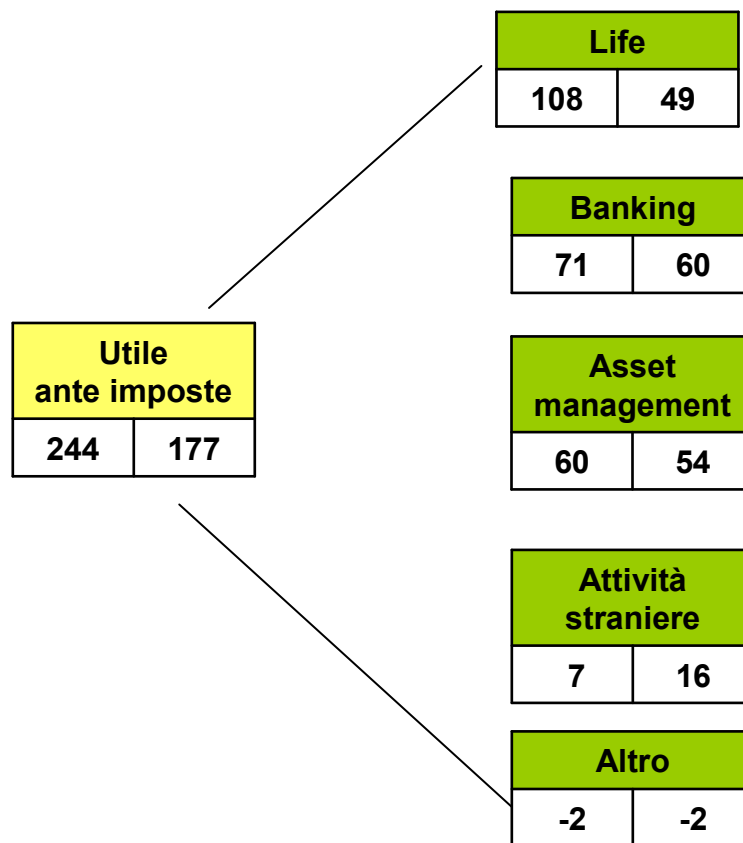 Life
108 49
Banking
71 60
Utile
ante imposte
244 177
Asset
management
60 54
Attività
straniere
7 16
Altro
-2 -2